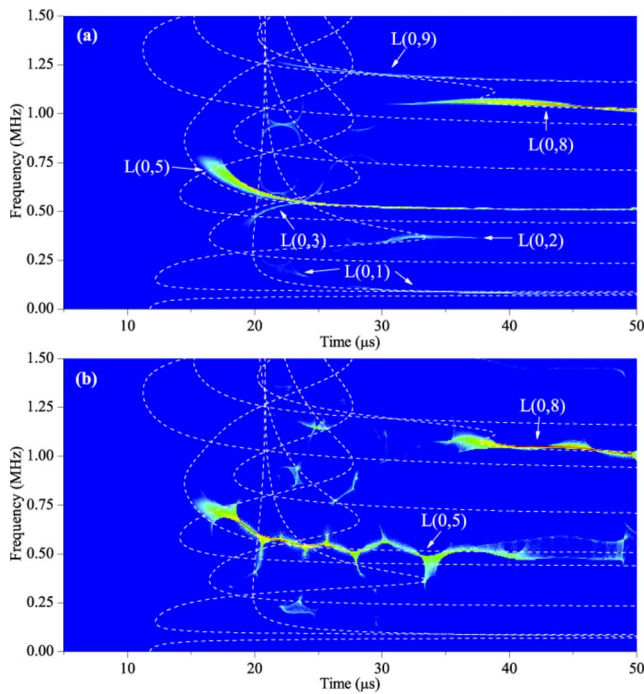 1.50
(a)
L(0,9)
1.25
1.00
L(0,8)
Frequency (MHz)
0.75
L(0,5)
0.50
L(0,3)
L(0,2)
0.25
L(0,1)
0.00
10 20 30 40 50
Time (μs)
1.50
(b)
L(0,8)
1.25
1.00
Frequency (MHz)
0.75
L(0,5)
0.50
0.25
0.00
10 20 30 40 50
Time (μs)